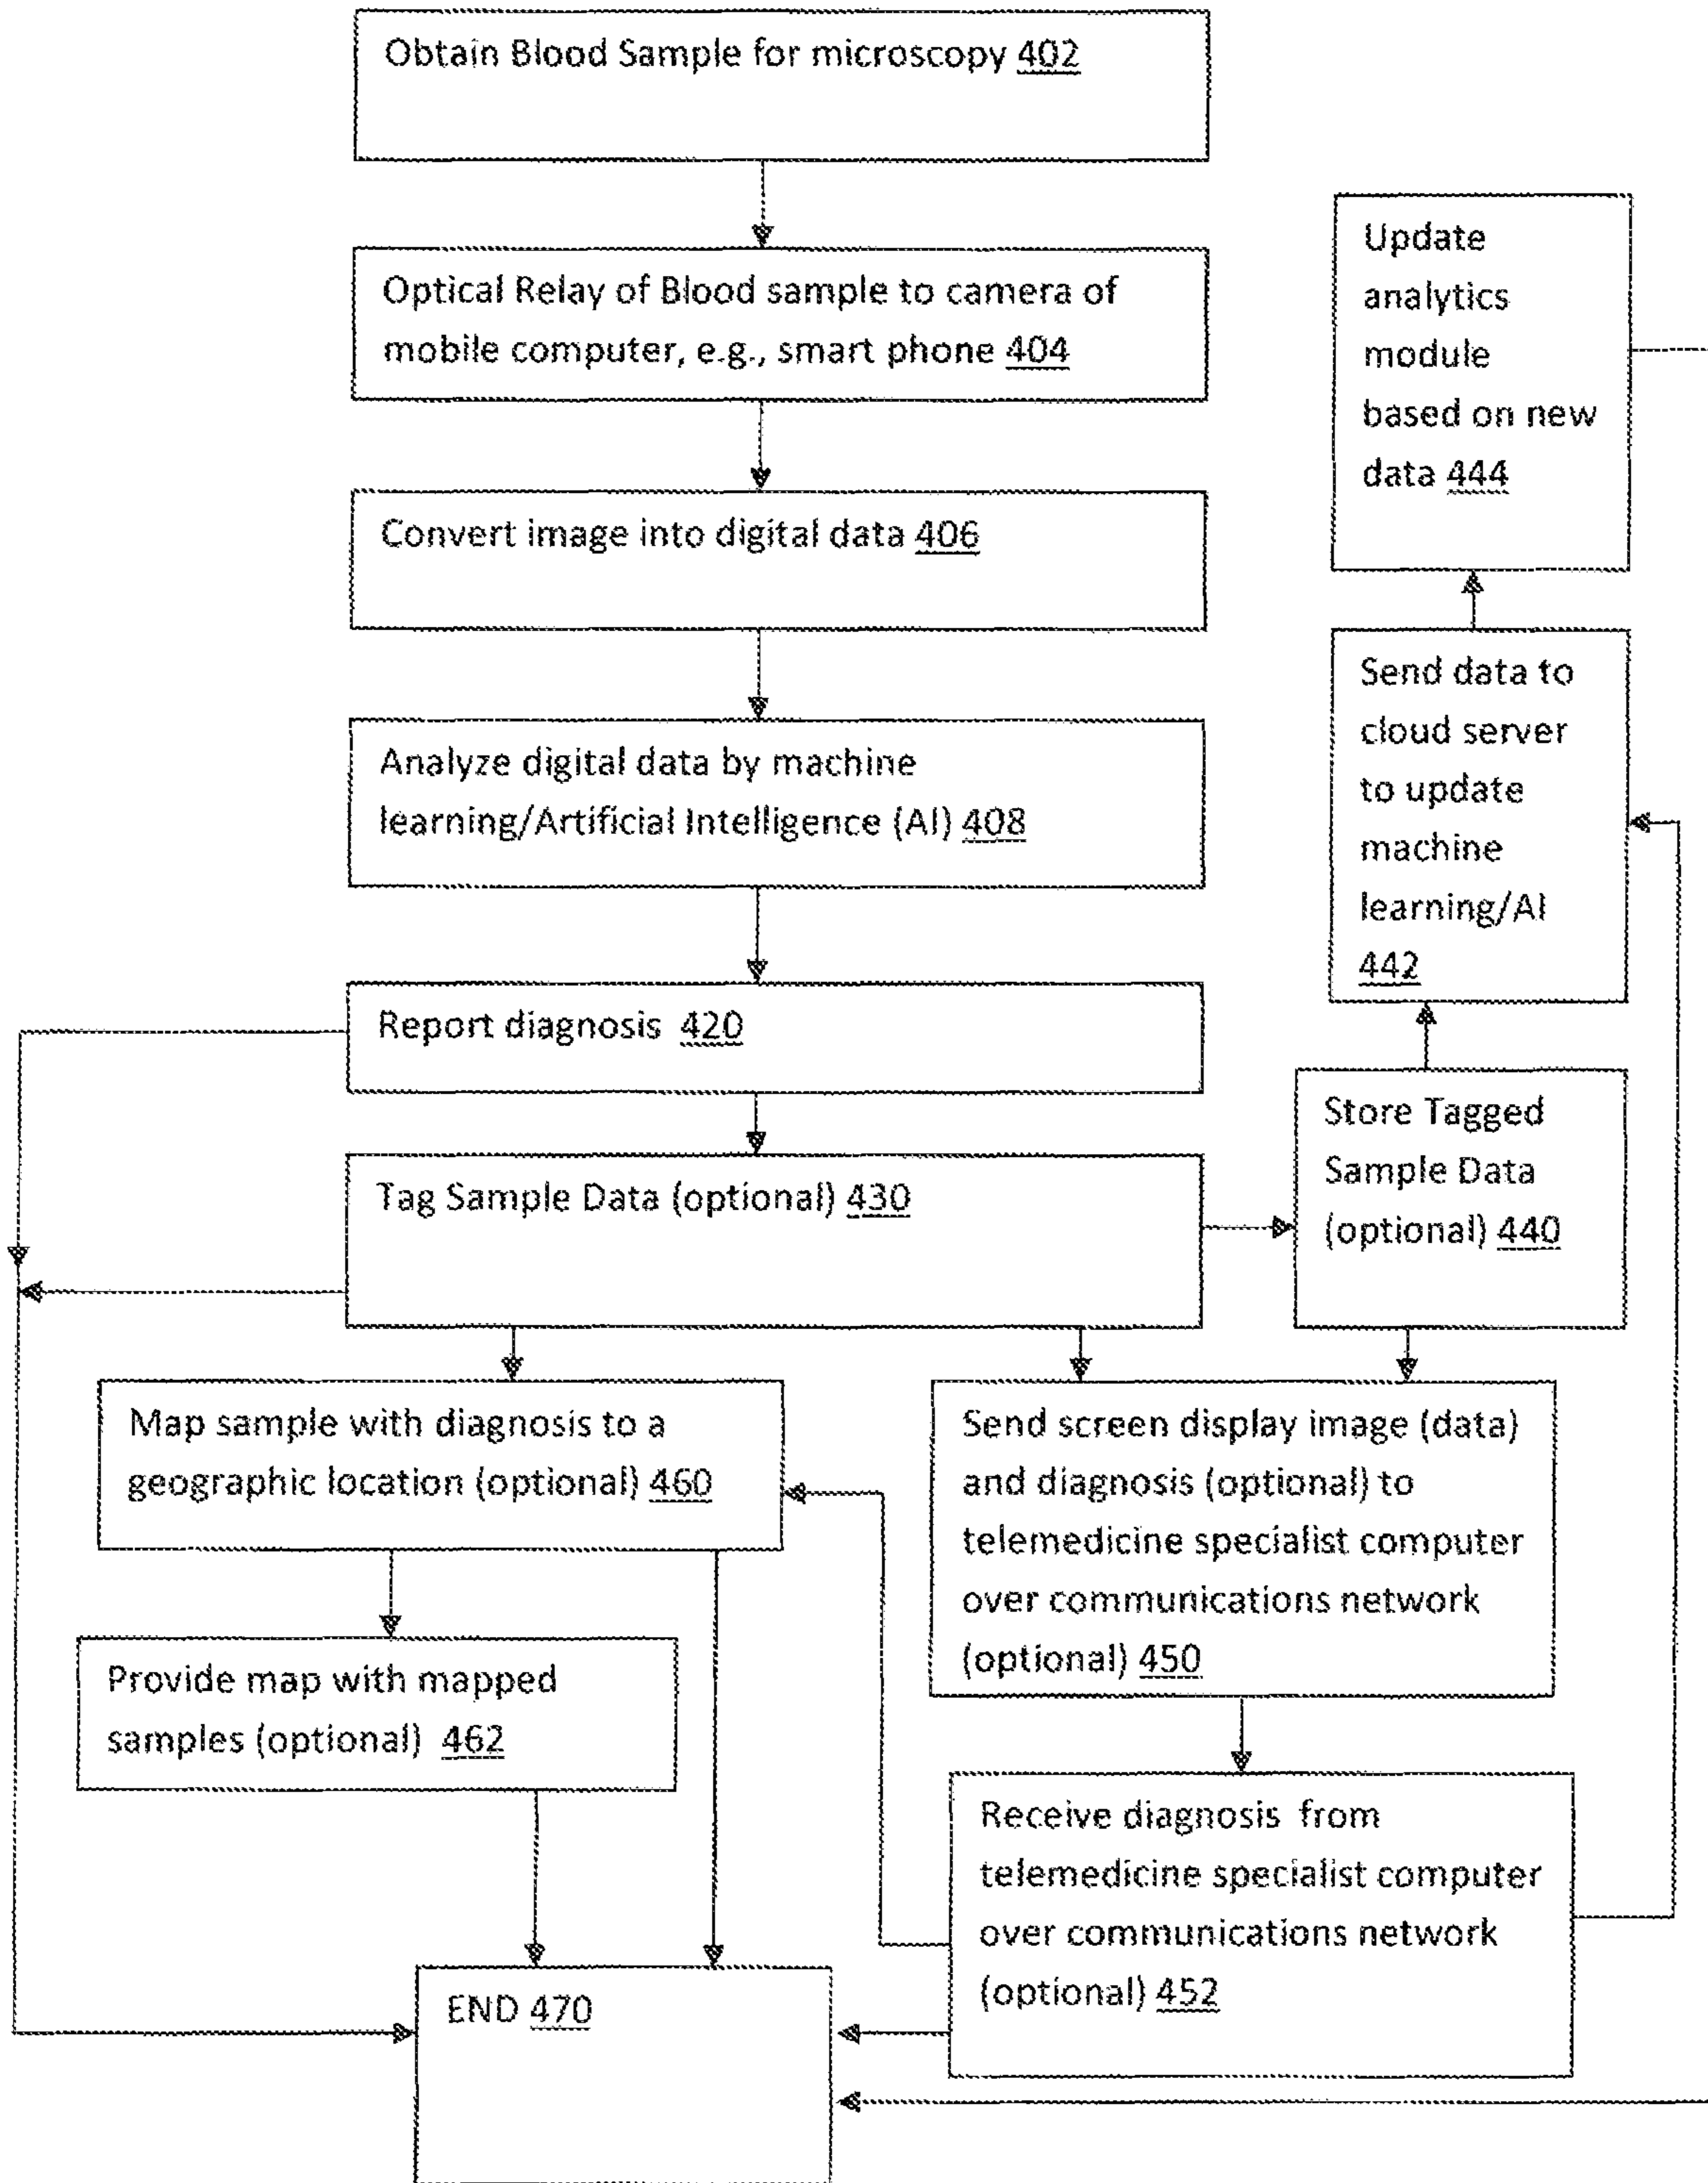 Obtain Blood Sample for microscopy 402
Optical Relay of Blood sample to camera of
mobile computer, e.g., smart phone 404
Convert image into digital data 406
Analyze digital data by machine
learning/Artificial Intelligence (AI) 408
Report diagnosis 420
Tag Sample Data (optional) 430
Store Tagged
Sample Data
(optional) 440
Send data to
cloud server
to update
machine
learning/AI
442
Update
analytics
module
based on new
data 444
Map sample with diagnosis to a
geographic location (optional) 460
Provide map with mapped
samples (optional) 462
Send screen display image (data)
and diagnosis (optional) to
telemedicine specialist computer
over communications network
(optional) 450
Receive diagnosis from
telemedicine specialist computer
over communications network
(optional) 452
END 470